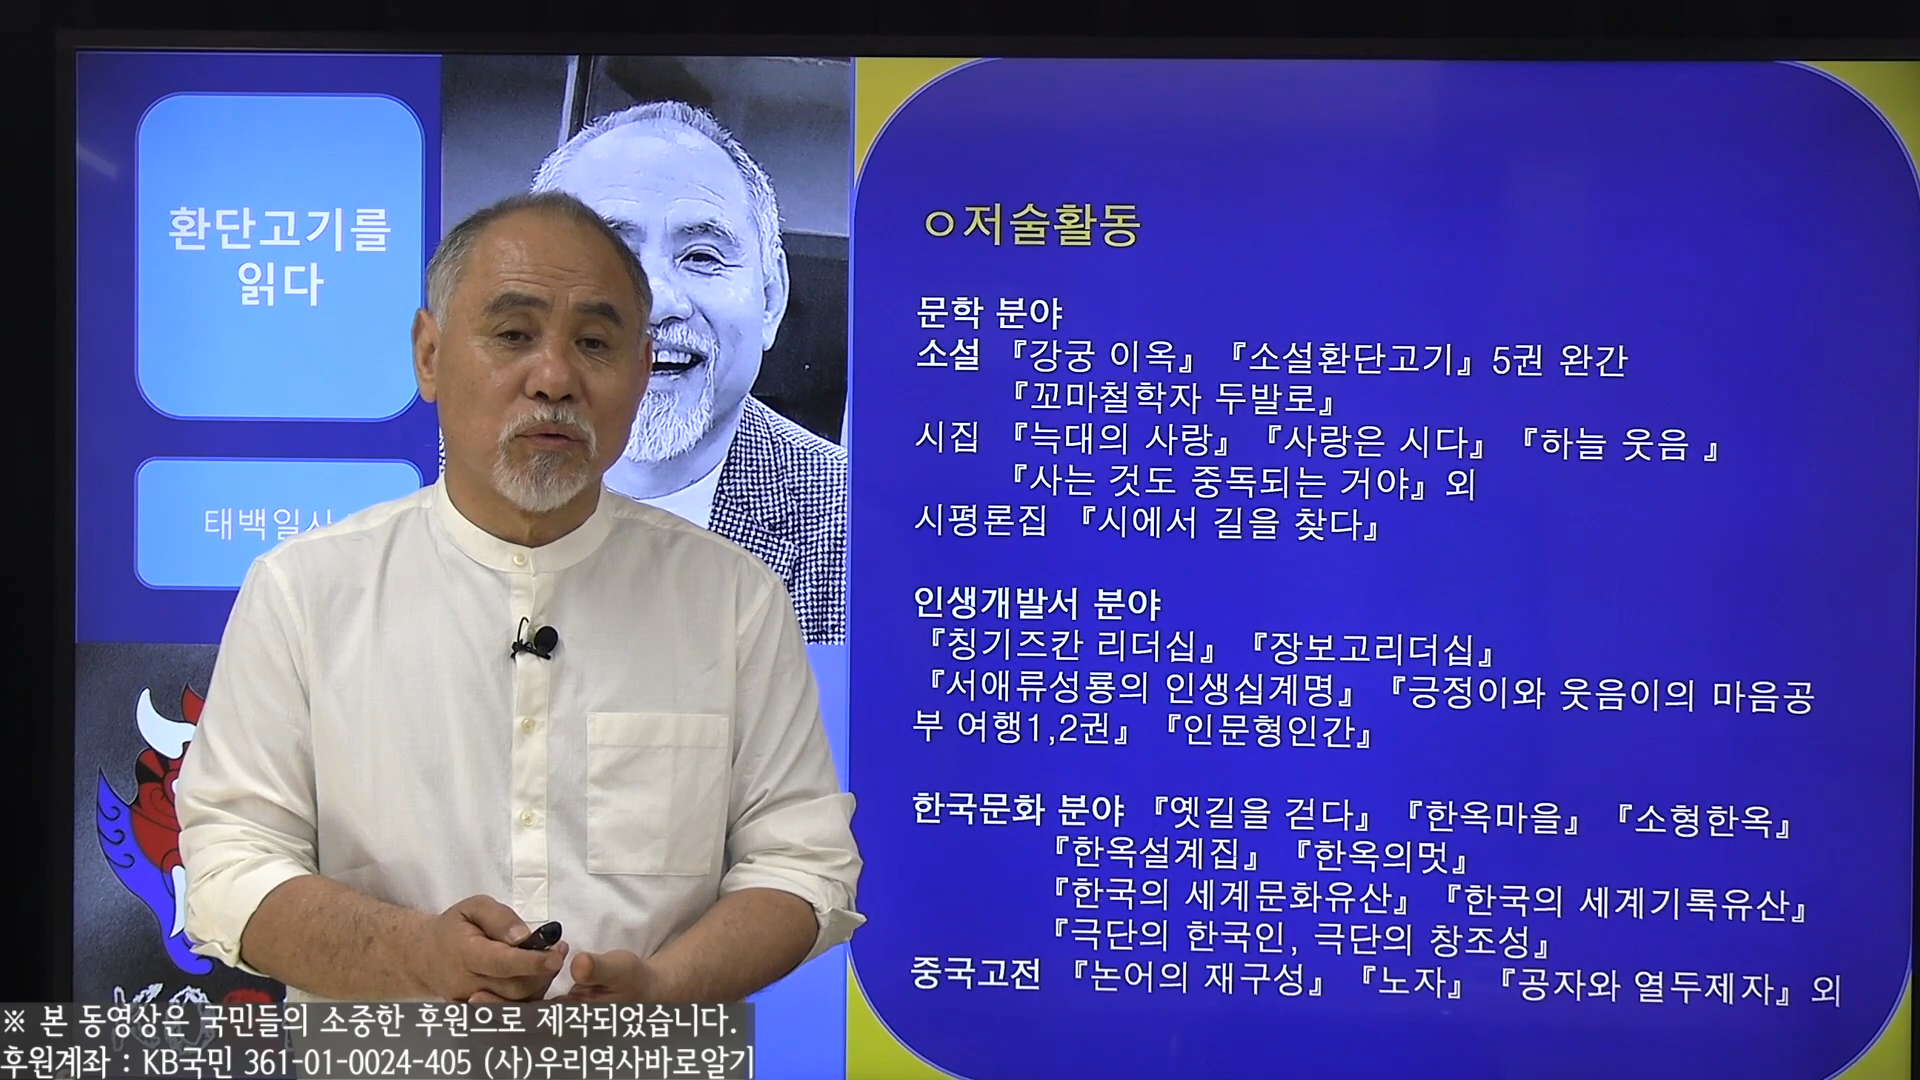 환단고기를
읽다
태백일사
ㅇ저술활동
문학 분야
소설 『강궁 이옥』 『소설환단고기』 5권 완간
『꼬마철학자 두발로』
시집 『늑대의 사랑』 『사랑은 시다』 『하늘 웃음 』
『사는 것도 중독되는 거야』 외
시평론집 『시에서 길을 찾다』
인생개발서 분야
『칭기즈칸 리더십』 『장보고리더십』
『서애류성룡의 인생십계명』 『긍정이와 웃음이의 마음공
부 여행1,2권』 『인문형인간』
한국문화 분야 『옛길을 걷다』 『한옥마을』 『소형한옥』
『한옥설계집』 『한옥의멋』
『한국의 세계문화유산』 『한국의 세계기록유산』
『극단의 한국인, 극단의 창조성』
중국고전 『논어의 재구성』 『노자』 『공자와 열두제자』 외
※ 본 동영상은 국민들의 소중한 후원으로 제작되었습니다.
후원계좌 : KB국민 361-01-0024-405 (사)우리역사바로알기